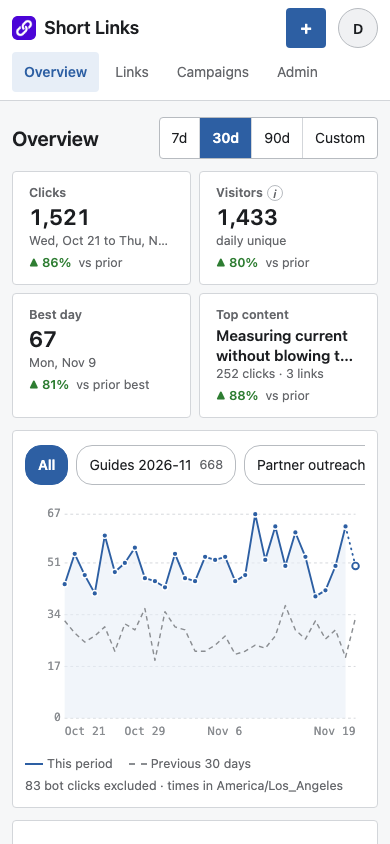 Short Links
+
D
Overview Links Campaigns Admin
Overview
7d 30d 90d Custom
Clicks
1,521
Wed, Oct 21 to Thu, N...
▲ 86% vs prior
Visitors i
1,433
daily unique
▲ 80% vs prior
Best day
67
Mon, Nov 9
▲ 81% vs prior best
Top content
Measuring current
without blowing t...
252 clicks · 3 links
▲ 88% vs prior
All
Guides 2026-11 668
Partner outreach
67
51
34
17
0
Oct 21 Oct 29 Nov 6 Nov 19
This period Previous 30 days
83 bot clicks excluded · times in America/Los_Angeles